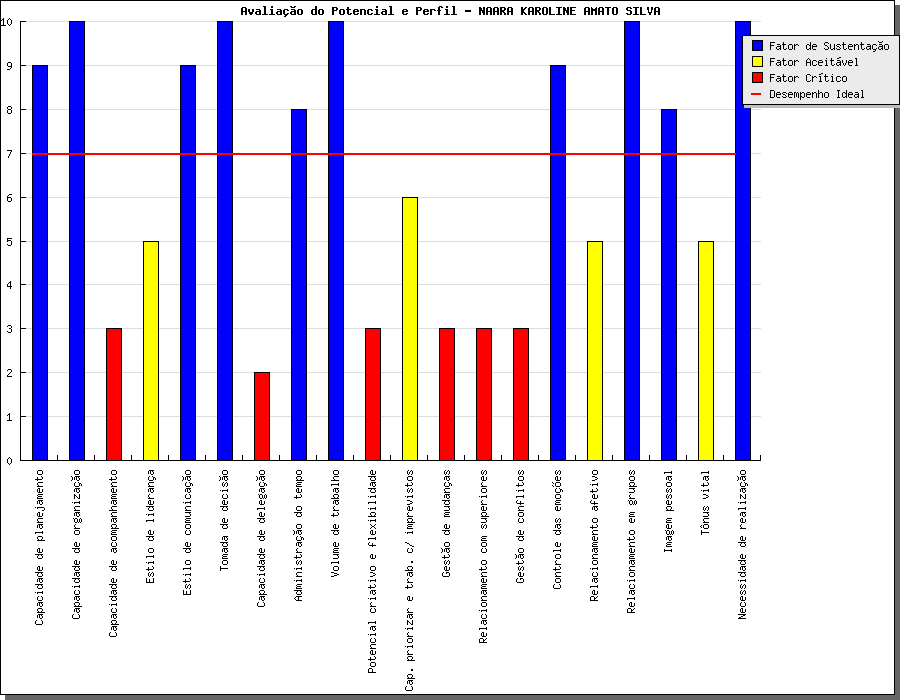 Avaliação do Potencial e Perfil - NAARA KAROLINE AMATO SILVA
Fator de Sustentação
Fator Aceitável
Fator Crítico
Desempenho Ideal
10
9
8
7
6
5
4
3
2
1
0
Capacidade de planejamento
Capacidade de organização
Capacidade de acompanhamento
Estilo de liderança
Estilo de comunicação
Tomada de decisão
Capacidade de delegação
Administração do tempo
Volume de trabalho
Potencial criativo e flexibilidade
Cap. priorizar e trab. c/ imprevistos
Gestão de mudanças
Relacionamento com superiores
Gestão de conflitos
Controle das emoções
Relacionamento afetivo
Relacionamento em grupos
Imagem pessoal
Tônus vital
Necessidade de realização